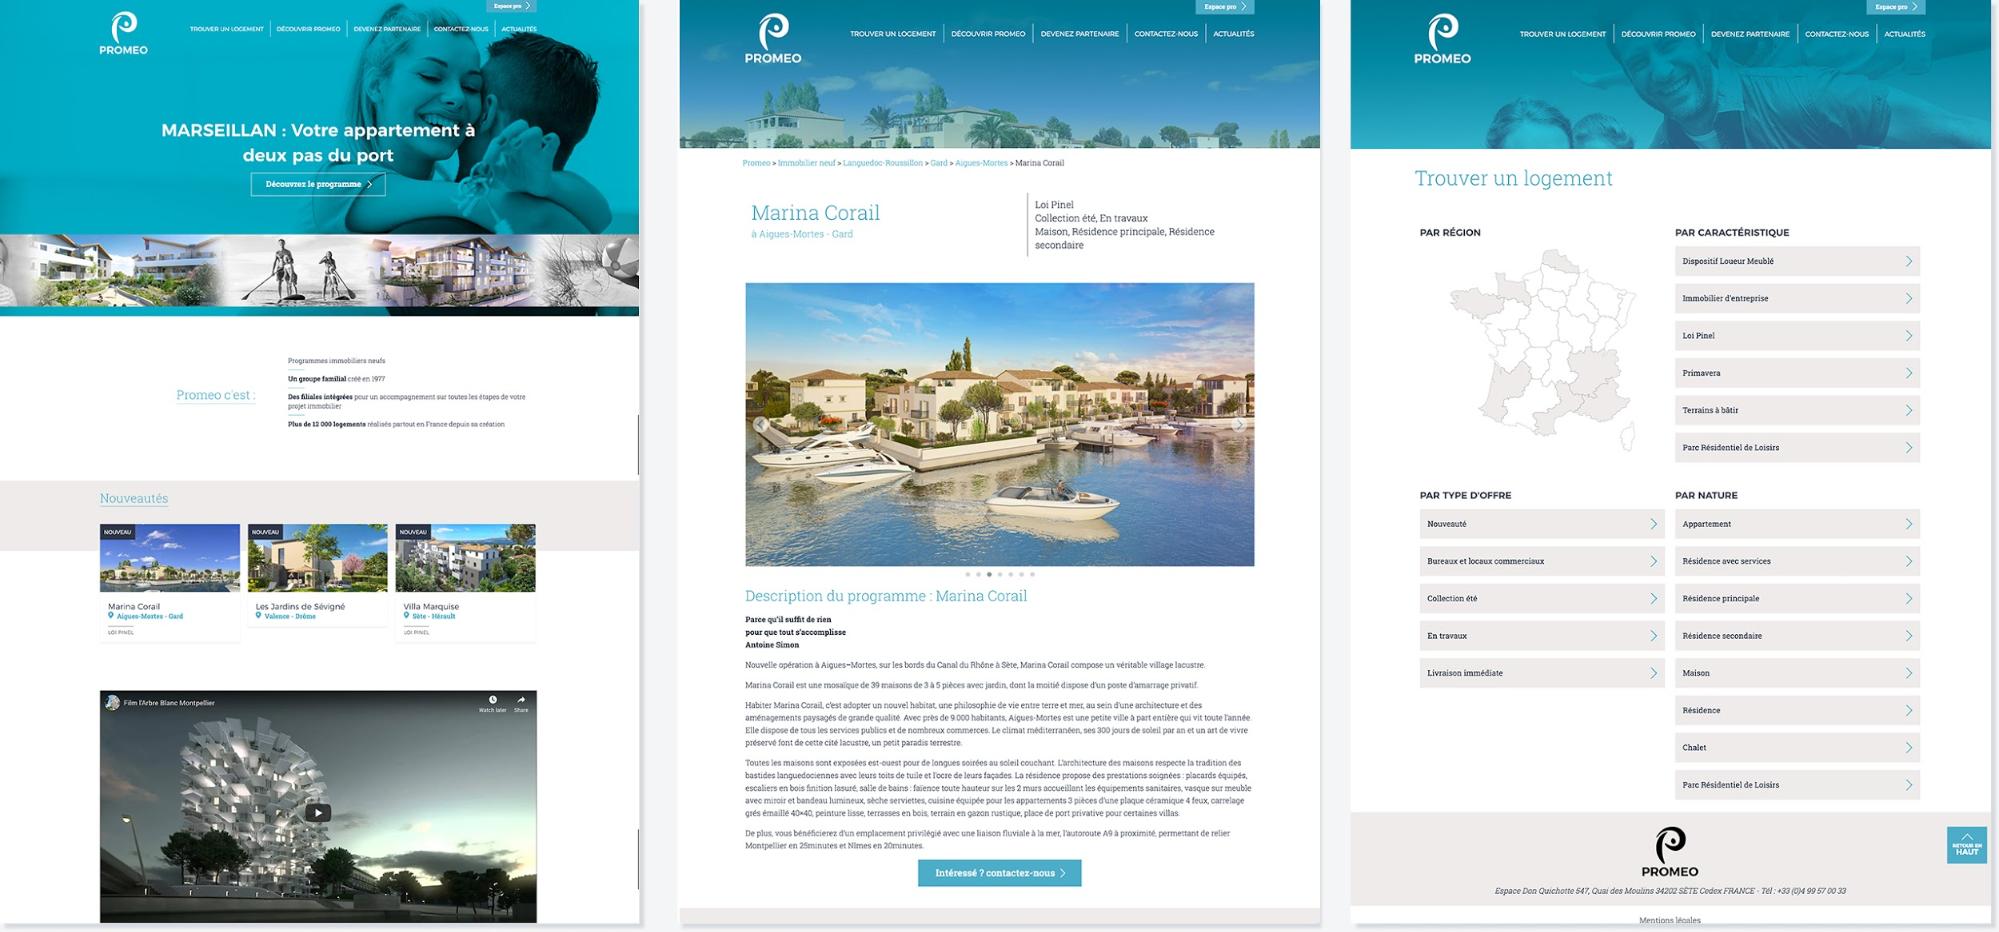 Espace pro
PROMEO
TROUVER UN LOGEMENT
DÉCOUVRIR PROMEO
DEVENEZ PARTENAIRE
CONTACTEZ-NOUS
ACTUALITÉS
MARSEILLAN : Votre appartement à
deux pas du port
Découvrez le programme
Promeo c'est :
Programmes immobiliers neufs
Un groupe familial créé en 1977
Des filiales intégrées pour un accompagnement sur toutes les étapes de votre
projet immobilier
Plus de 12 000 logements réalisés partout en France depuis sa création
Nouveautés
NOUVEAU
Marina Corail
Aigues-Mortes - Gard
LOI PINEL
NOUVEAU
Les Jardins de Sévigné
Valence - Drôme
NOUVEAU
Villa Marquise
Sète - Hérault
LOI PINEL
Film l'Arbre Blanc Montpellier
Watch later
Share
Espace pro
PROMEO
TROUVER UN LOGEMENT
DÉCOUVRIR PROMEO
DEVENEZ PARTENAIRE
CONTACTEZ-NOUS
ACTUALITÉS
Promeo > Immobilier neuf > Languedoc-Roussillon > Gard > Aigues-Mortes > Marina Corail
Marina Corail
à Aigues-Mortes - Gard
Loi Pinel
Collection été, En travaux
Maison, Résidence principale, Résidence
secondaire
Description du programme : Marina Corail
Parce qu'il suffit de rien
pour que tout s'accomplisse
Antoine Simon
Nouvelle opération à Aigues-Mortes, sur les bords du Canal du Rhône à Sète, Marina Corail compose un véritable village lacustre.
Marina Corail est une mosaïque de 39 maisons de 3 à 5 pièces avec jardin, dont la moitié dispose d'un poste d'amarrage privatif.
Habiter Marina Corail, c'est adopter un nouvel habitat, une philosophie de vie entre terre et mer, au sein d'une architecture et des
aménagements paysagés de grande qualité. Avec près de 9.000 habitants, Aigues-Mortes est une petite ville à part entière qui vit toute l'année.
Elle dispose de tous les services publics et de nombreux commerces. Le climat méditerranéen, ses 300 jours de soleil par an et un art de vivre
préservé font de cette cité lacustre, un petit paradis terrestre.
Toutes les maisons sont exposées est-ouest pour de longues soirées au soleil couchant. L'architecture des maisons respecte la tradition des
bastides languedociennes avec leurs toits de tuile et l'ocre de leurs façades. La résidence propose des prestations soignées : placards équipés,
escaliers en bois finition lasuré, salle de bains : faïence toute hauteur sur les 2 murs accueillant les équipements sanitaires, vasque sur meuble
avec miroir et bandeau lumineux, sèche serviettes, cuisine équipée pour les appartements 3 pièces d'une plaque céramique 4 feux, carrelage
grés émaillé 40×40, peinture lisse, terrasses en bois, terrain en gazon rustique, place de port privative pour certaines villas.
De plus, vous bénéficierez d'un emplacement privilégié avec une liaison fluviale à la mer, l'autoroute A9 à proximité, permettant de relier
Montpellier en 25minutes et Nîmes en 20minutes.
Intéressé ? contactez-nous
Espace pro
PROMEO
TROUVER UN LOGEMENT
DÉCOUVRIR PROMEO
DEVENEZ PARTENAIRE
CONTACTEZ-NOUS
ACTUALITÉS
Trouver un logement
PAR RÉGION
PAR CARACTÉRISTIQUE
Dispositif Loueur Meublé
Immobilier d'entreprise
Loi Pinel
Primavera
Terrains à bâtir
Parc Résidentiel de Loisirs
PAR TYPE D'OFFRE
Nouveauté
Bureaux et locaux commerciaux
Collection été
En travaux
Livraison immédiate
PAR NATURE
Appartement
Résidence avec services
Résidence principale
Résidence secondaire
Maison
Résidence
Chalet
Parc Résidentiel de Loisirs
PROMEO
RETOUR EN
HAUT
Espace Don Quichotte 547, Quai des Moulins 34202 SÈTE Cedex FRANCE - Tél : +33 (0)4 99 57 00 33
Mentions légales